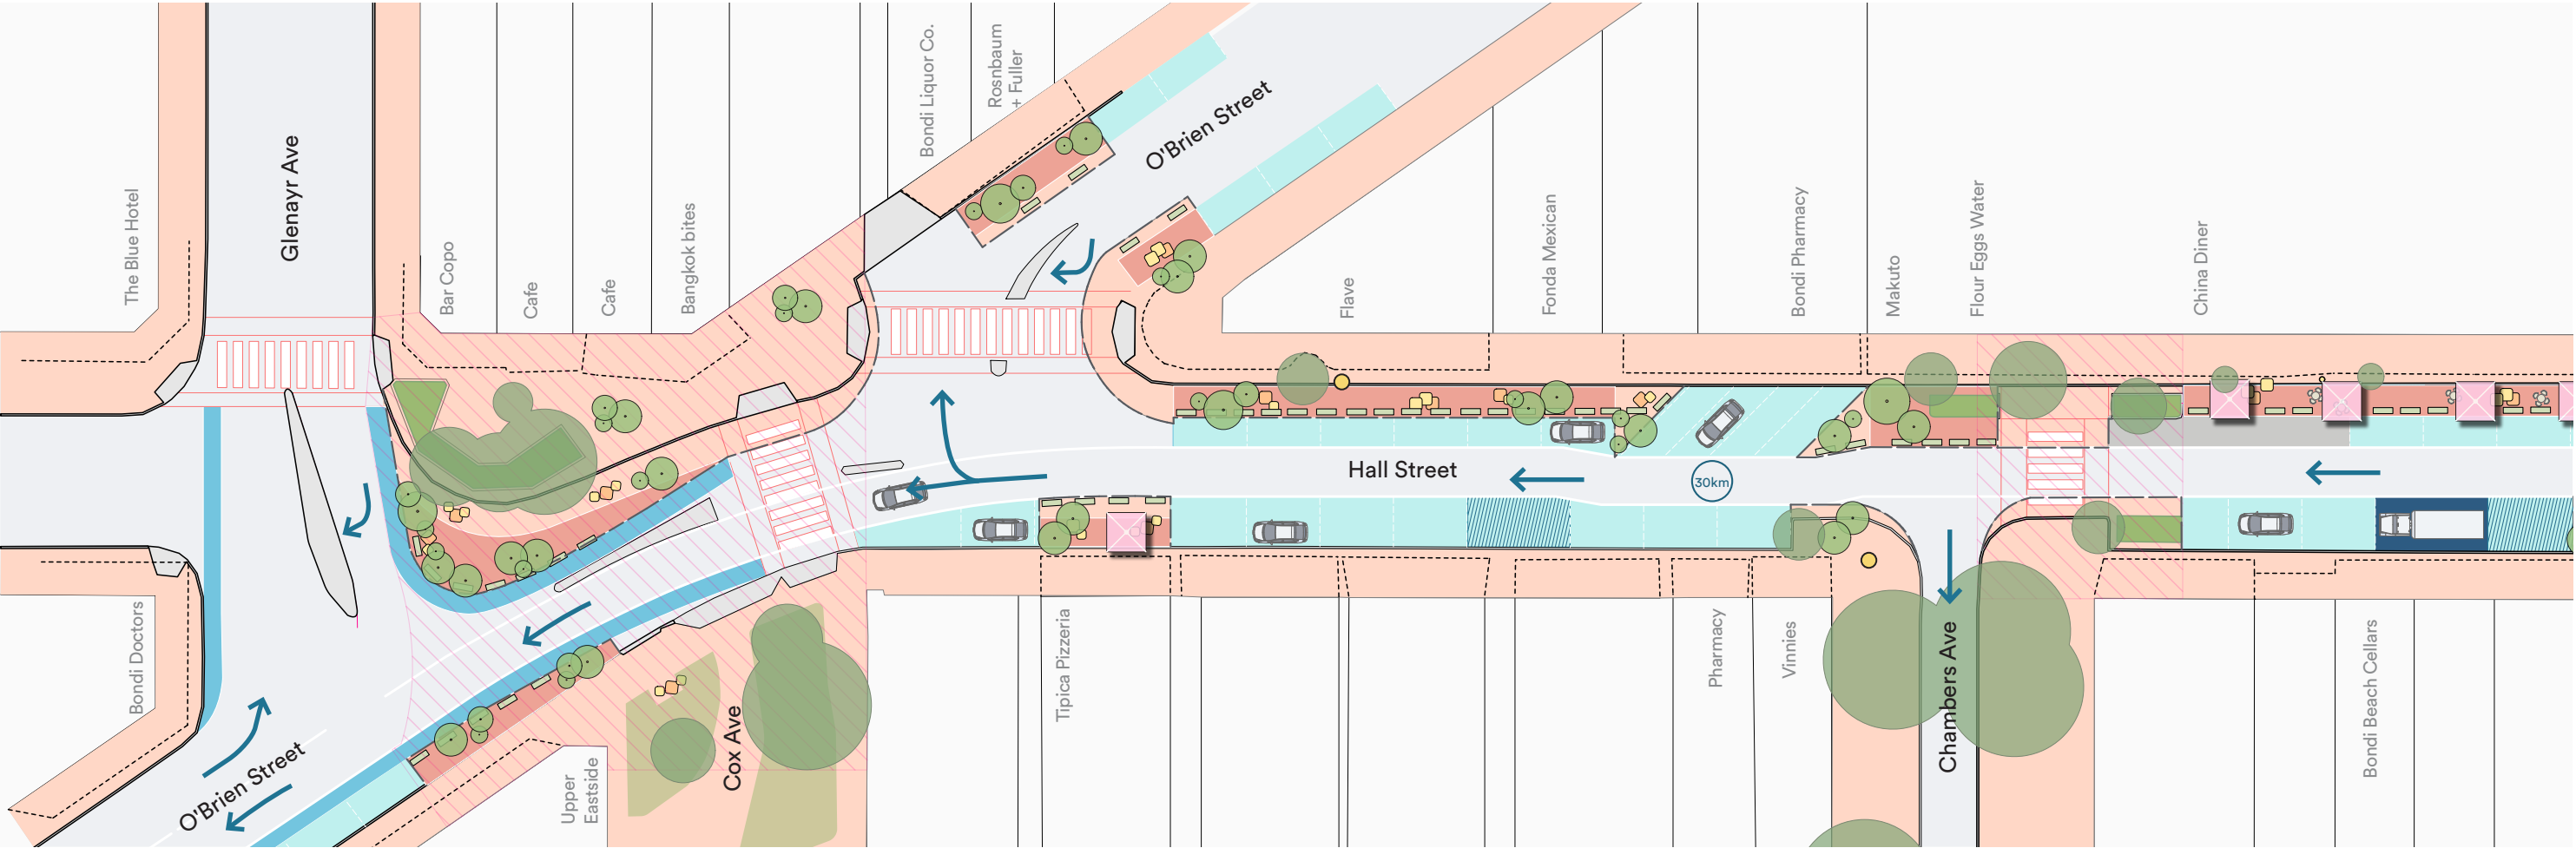 The Blue Hotel
Glenayr Ave
Bar Copo
Cafe
Cafe
Bangkok bites
Bondi Liquor Co.
Rosnbaum
+ Fuller
O'Brien Street
Flave
Fonda Mexican
Bondi Pharmacy
Makuto
Flour Eggs Water
China Diner
Hall Street
30km
Bondi Doctors
O'Brien Street
Upper
Eastside
Cox Ave
Tipica Pizzeria
Pharmacy
Vinnies
Chambers Ave
Bondi Beach Cellars